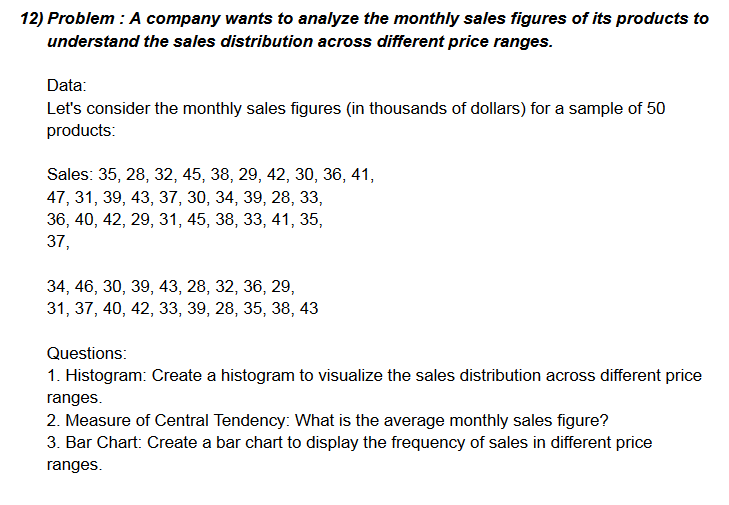 12) Problem : A company wants to analyze the monthly sales figures of its products to
understand the sales distribution across different price ranges.
Data:
Let's consider the monthly sales figures (in thousands of dollars) for a sample of 50
products:
Sales: 35, 28, 32, 45, 38, 29, 42, 30, 36, 41,
47, 31, 39, 43, 37, 30, 34, 39, 28, 33,
36, 40, 42, 29, 31, 45, 38, 33, 41, 35,
37,
34, 46, 30, 39, 43, 28, 32, 36, 29,
31, 37, 40, 42, 33, 39, 28, 35, 38, 43
Questions:
1. Histogram: Create a histogram to visualize the sales distribution across different price
ranges.
2. Measure of Central Tendency: What is the average monthly sales figure?
3. Bar Chart: Create a bar chart to display the frequency of sales in different price
ranges.